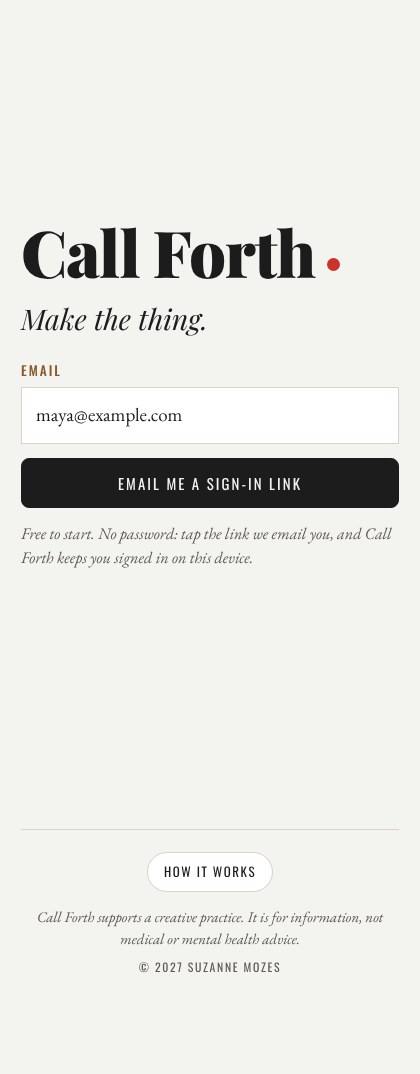 Call Forth
Make the thing.
EMAIL
maya@example.com
EMAIL ME A SIGN-IN LINK
Free to start. No password: tap the link we email you, and Call
Forth keeps you signed in on this device.
HOW IT WORKS
Call Forth supports a creative practice. It is for information, not
medical or mental health advice.
© 2027 SUZANNE MOZES